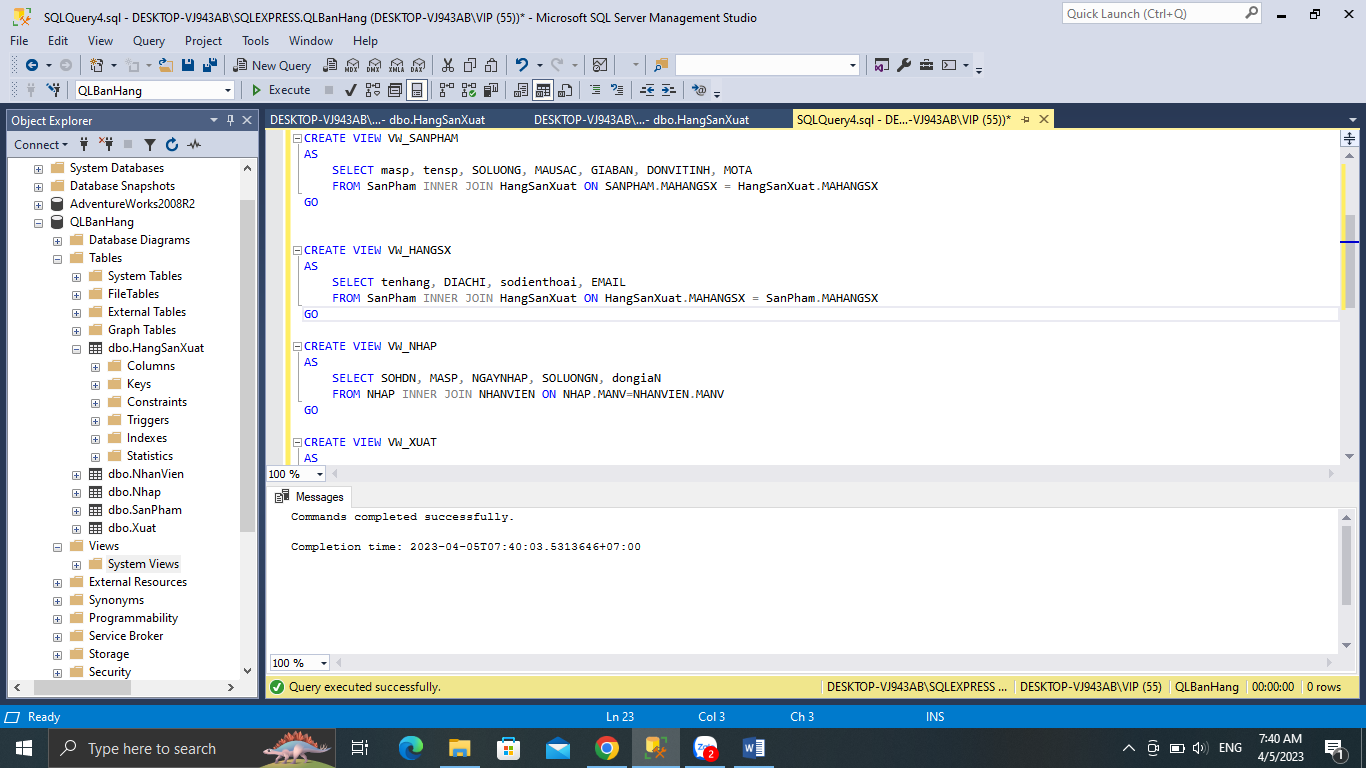 SQLQuery4.sql - DESKTOP-VJ943AB\SQLEXPRESS.QLBanHang (DESKTOP-VJ943AB\VIP (55))* - Microsoft SQL Server Management Studio
Quick Launch (Ctrl+Q)
File Edit View Query Project Tools Window Help
New Query MDX DMX XMLA DAX
QLBanHang Execute
Object Explorer
DESKTOP-VJ943AB\...- dbo.HangSanXuat DESKTOP-VJ943AB\...- dbo.HangSanXuat SQLQuery4.sql - DE...-VJ943AB\VIP (55))*
Connect
System Databases
Database Snapshots
AdventureWorks2008R2
QLBanHang
Database Diagrams
Tables
System Tables
FileTables
External Tables
Graph Tables
dbo.HangSanXuat
Columns
Keys
Constraints
Triggers
Indexes
Statistics
dbo.NhanVien
dbo.Nhap
dbo.SanPham
dbo.Xuat
Views
System Views
External Resources
Synonyms
Programmability
Service Broker
Storage
Security
CREATE VIEW VW_SANPHAM
AS
SELECT masp, tensp, SOLUONG, MAUSAC, GIABAN, DONVITINH, MOTA
FROM SanPham INNER JOIN HangSanXuat ON SANPHAM.MAHANGSX = HangSanXuat.MAHANGSX
GO
CREATE VIEW VW_HANGSX
AS
SELECT tenhang, DIACHI, sodienthoai, EMAIL
FROM SanPham INNER JOIN HangSanXuat ON HangSanXuat.MAHANGSX = SanPham.MAHANGSX
GO
CREATE VIEW VW_NHAP
AS
SELECT SOHDN, MASP, NGAYNHAP, SOLUONGN, dongiaN
FROM NHAP INNER JOIN NHANVIEN ON NHAP.MANV=NHANVIEN.MANV
GO
CREATE VIEW VW_XUAT
AS
100 %
Messages
Commands completed successfully.
Completion time: 2023-04-05T07:40:03.5313646+07:00
100 %
Query executed successfully. DESKTOP-VJ943AB\SQLEXPRESS ... DESKTOP-VJ943AB\VIP (55) QLBanHang 00:00:00 0 rows
Ready Ln 23 Col 3 Ch 3 INS
Type here to search
2
ENG
7:40 AM
4/5/2023
1